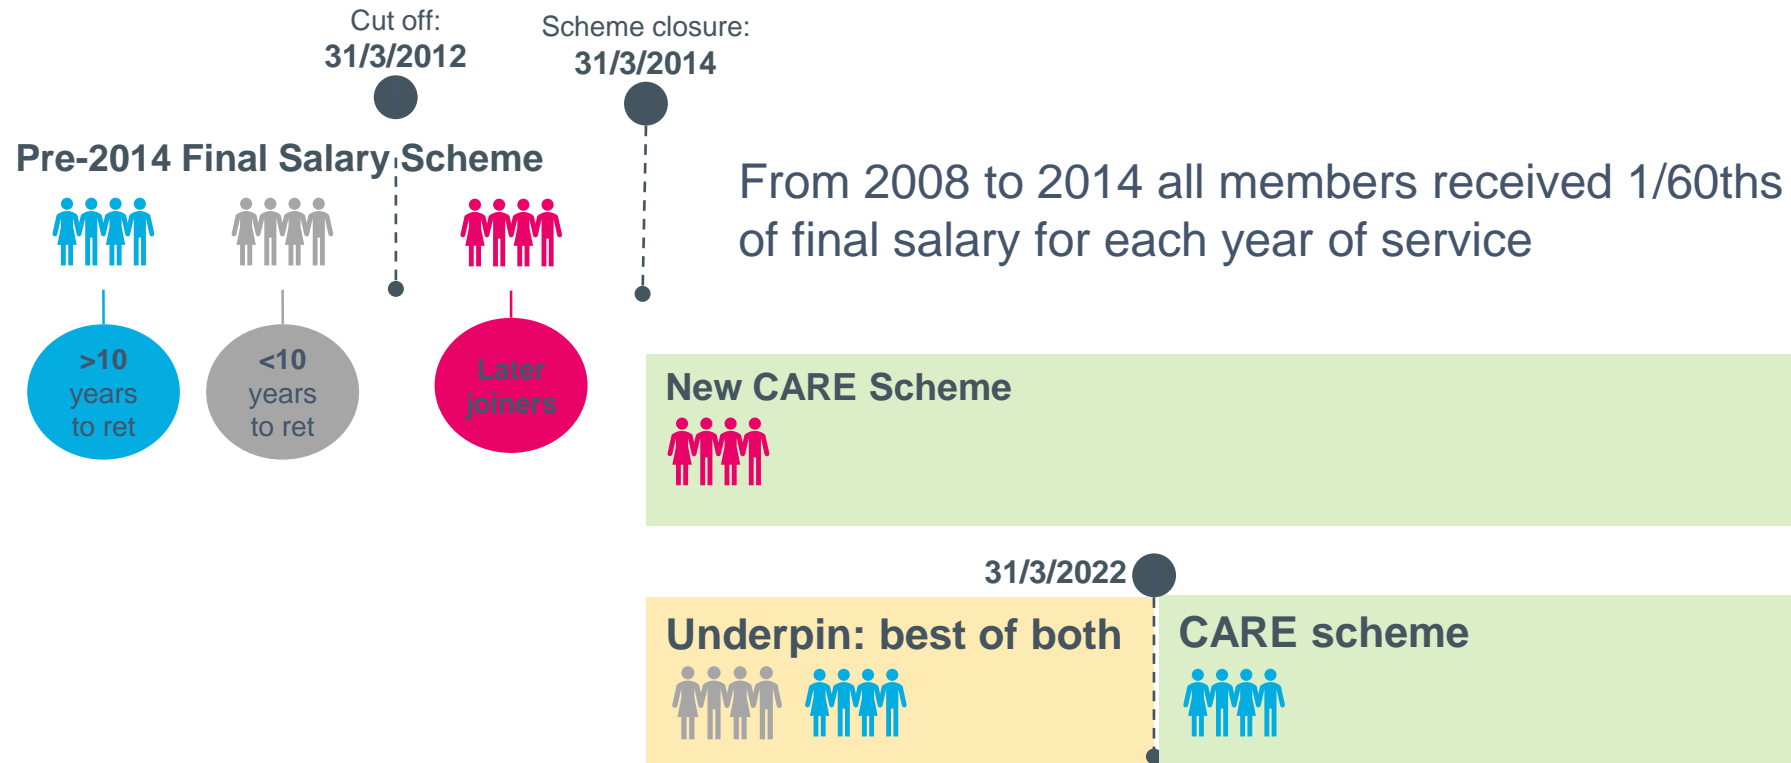 Cut off:
31/3/2012
Scheme closure:
31/3/2014
Pre-2014 Final Salary Scheme
From 2008 to 2014 all members received 1/60ths
of final salary for each year of service
>10
years
to ret
<10
years
to ret
Later
joiners
New CARE Scheme
31/3/2022
Underpin: best of both
CARE scheme